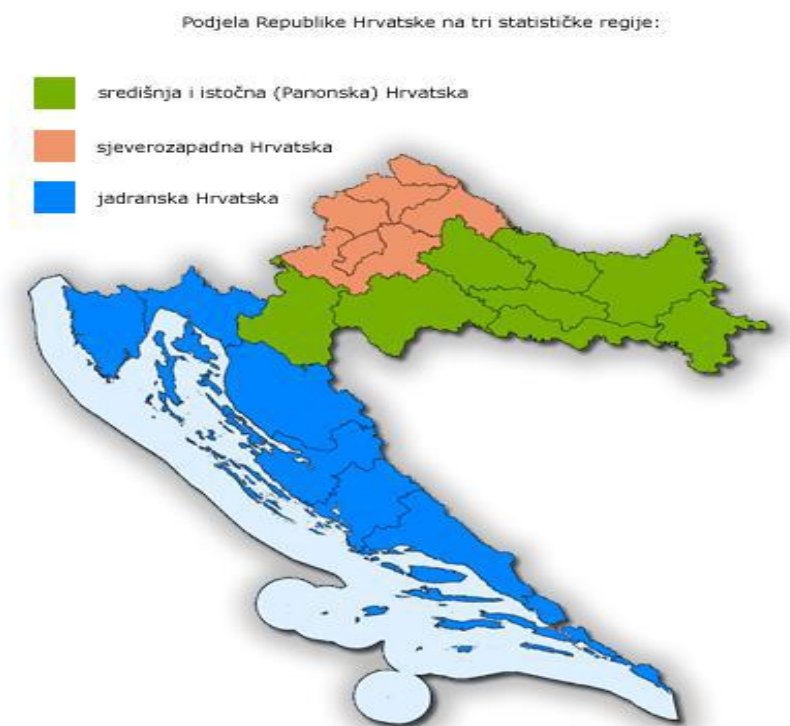 Podjela Republike Hrvatske na tri statističke regije:
središnja i istočna (Panonska) Hrvatska
sjeverozapadna Hrvatska
jadranska Hrvatska